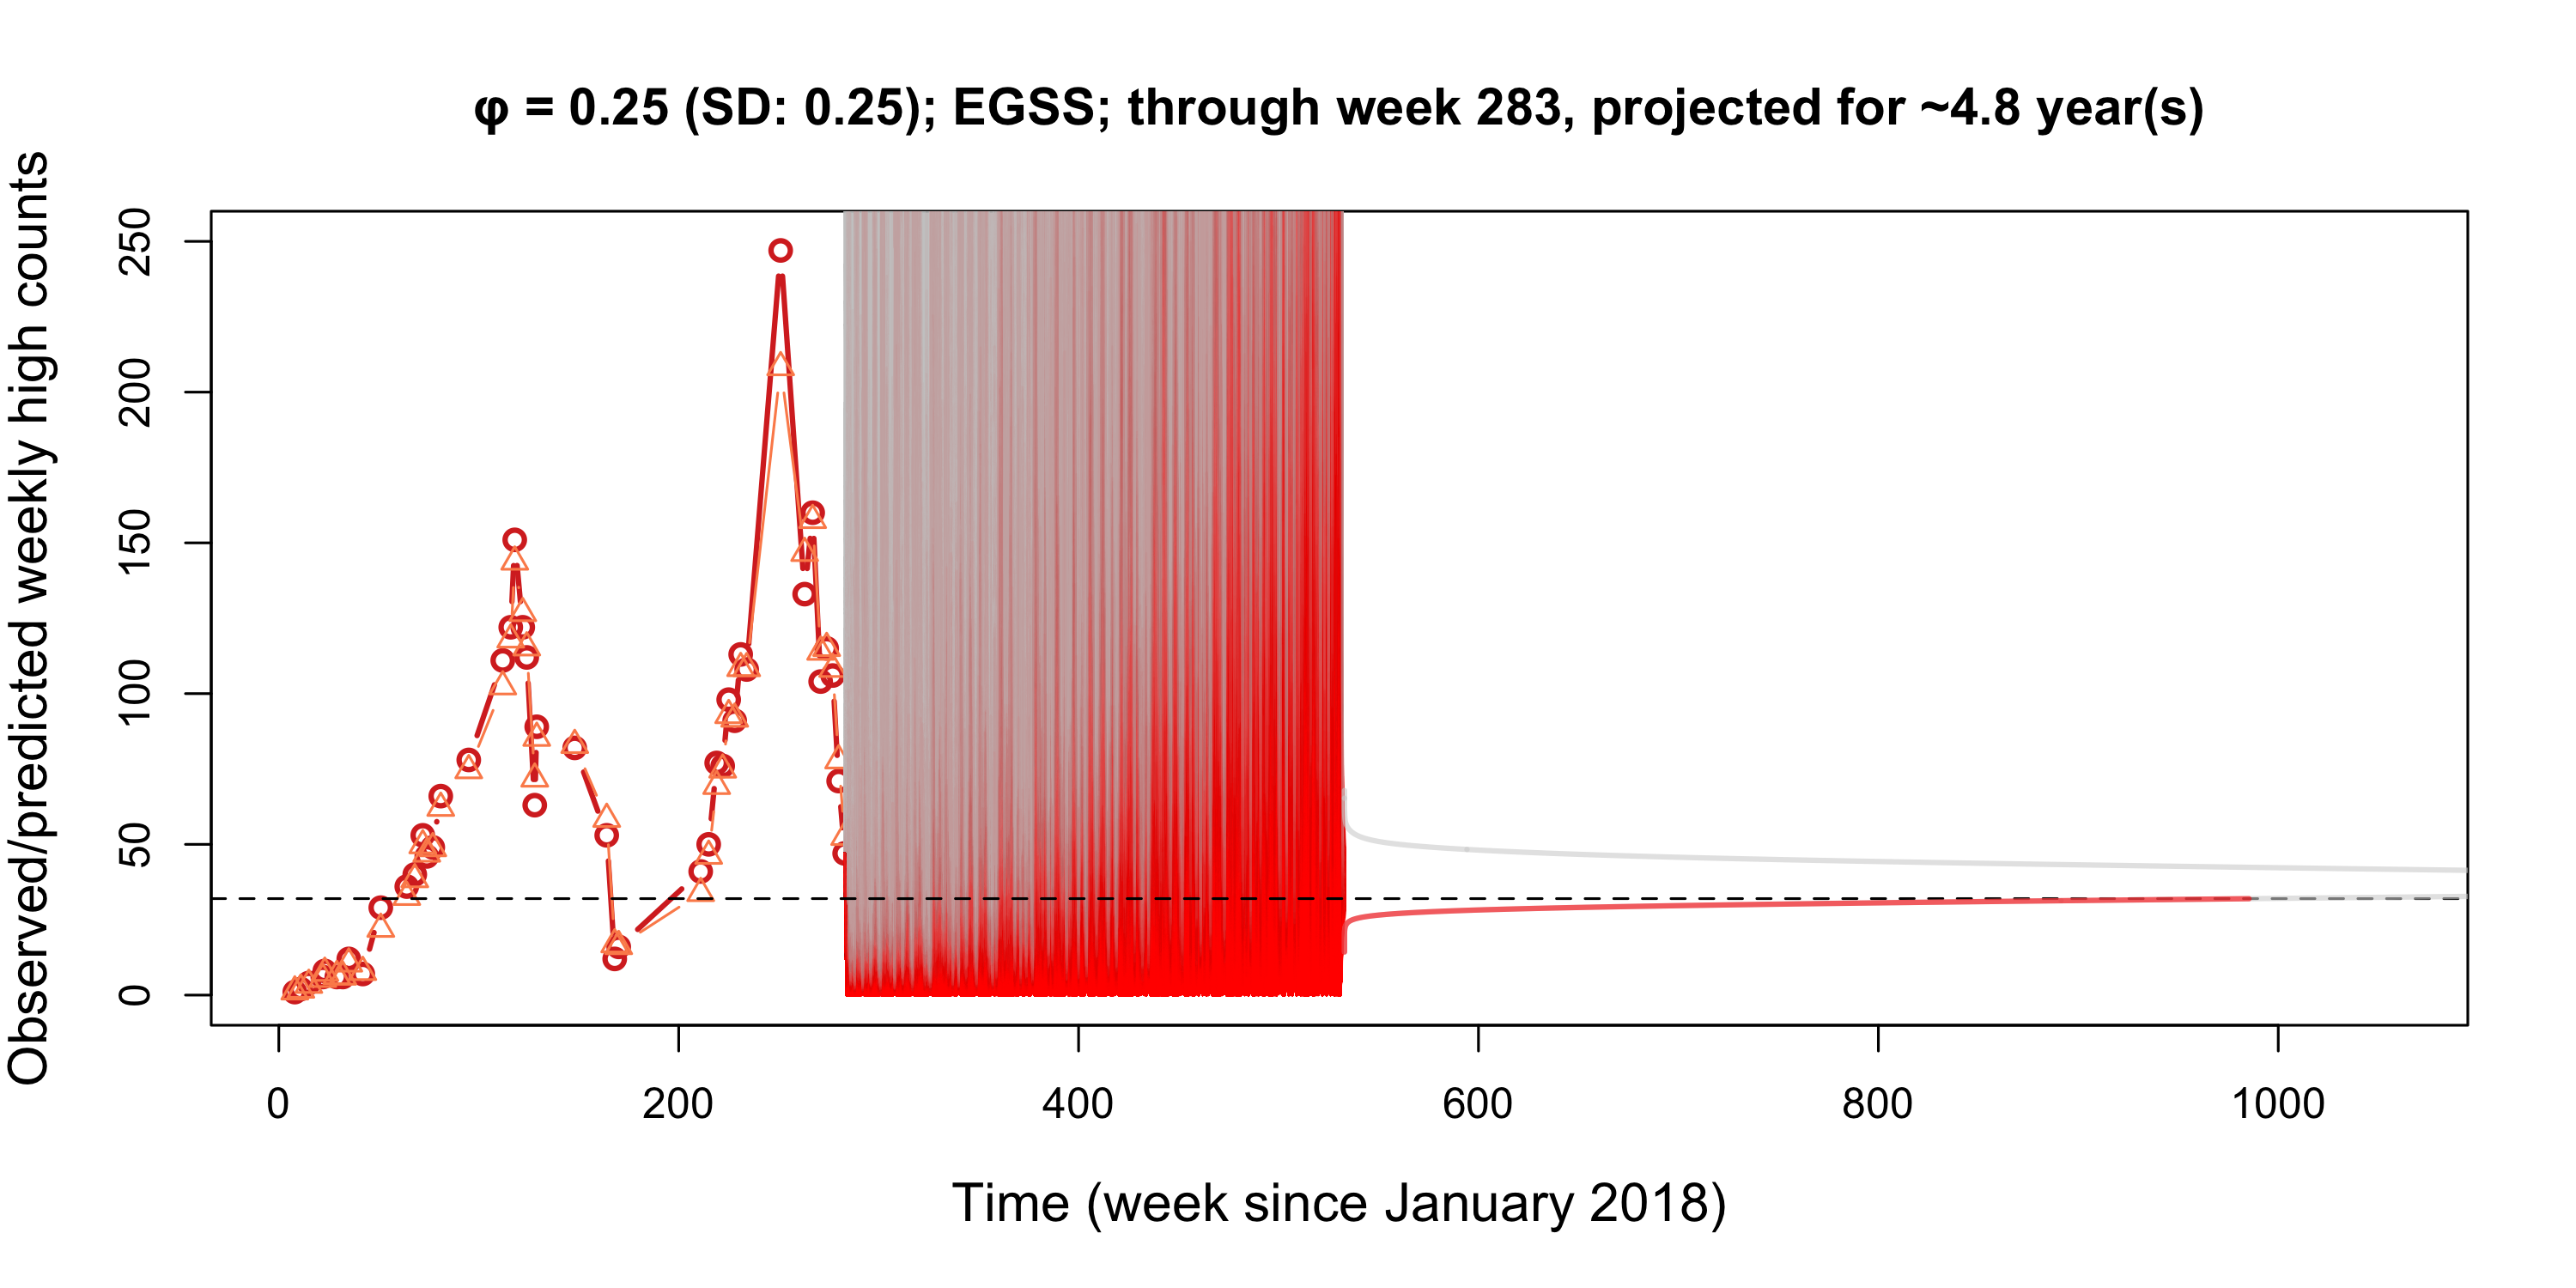 φ = 0.25 (SD: 0.25); EGSS; through week 283, projected for ~4.8 year(s)
Observed/predicted weekly high counts
250
200
150
100
50
0
0 200 400 600 800 1000
Time (week since January 2018)